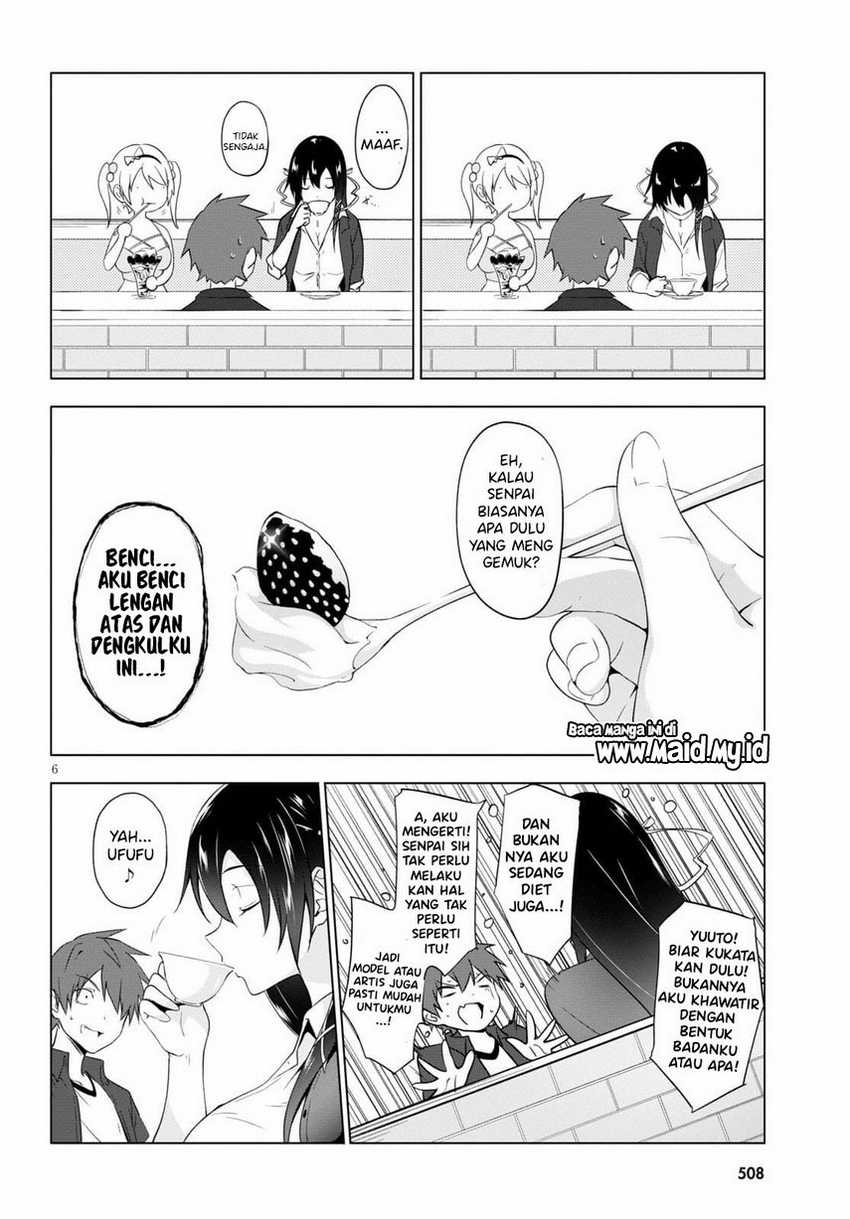 ...
MAAF.
TIDAK
SENGAJA.
EH,
KALAU
SENPAI
BIASANYA
APA DULU
YANG MENG
GEMUK?
BENCI...
AKU BENCI
LENGAN
ATAS DAN
DENGKULKU
INI...!
Baca Manga ini di
www.Maid.my.id
6
YUUTO!
BIAR KUKATA
KAN DULU!
BUKANNYA
AKU KHAWATIR
DENGAN
BENTUK
BADANKU
ATAU APA!
DAN
BUKAN
NYA AKU
SEDANG
DIET
JUGA...!
A, AKU
MENGERTI!
SENPAI SIH
TAK PERLU
MELAKU
KAN HAL
YANG TAK
PERLU
SEPERTI
ITU!
JADI
MODEL ATAU
ARTIS JUGA
PASTI MUDAH
UNTUKMU
...!
YAH...
UFUFU
♪
508